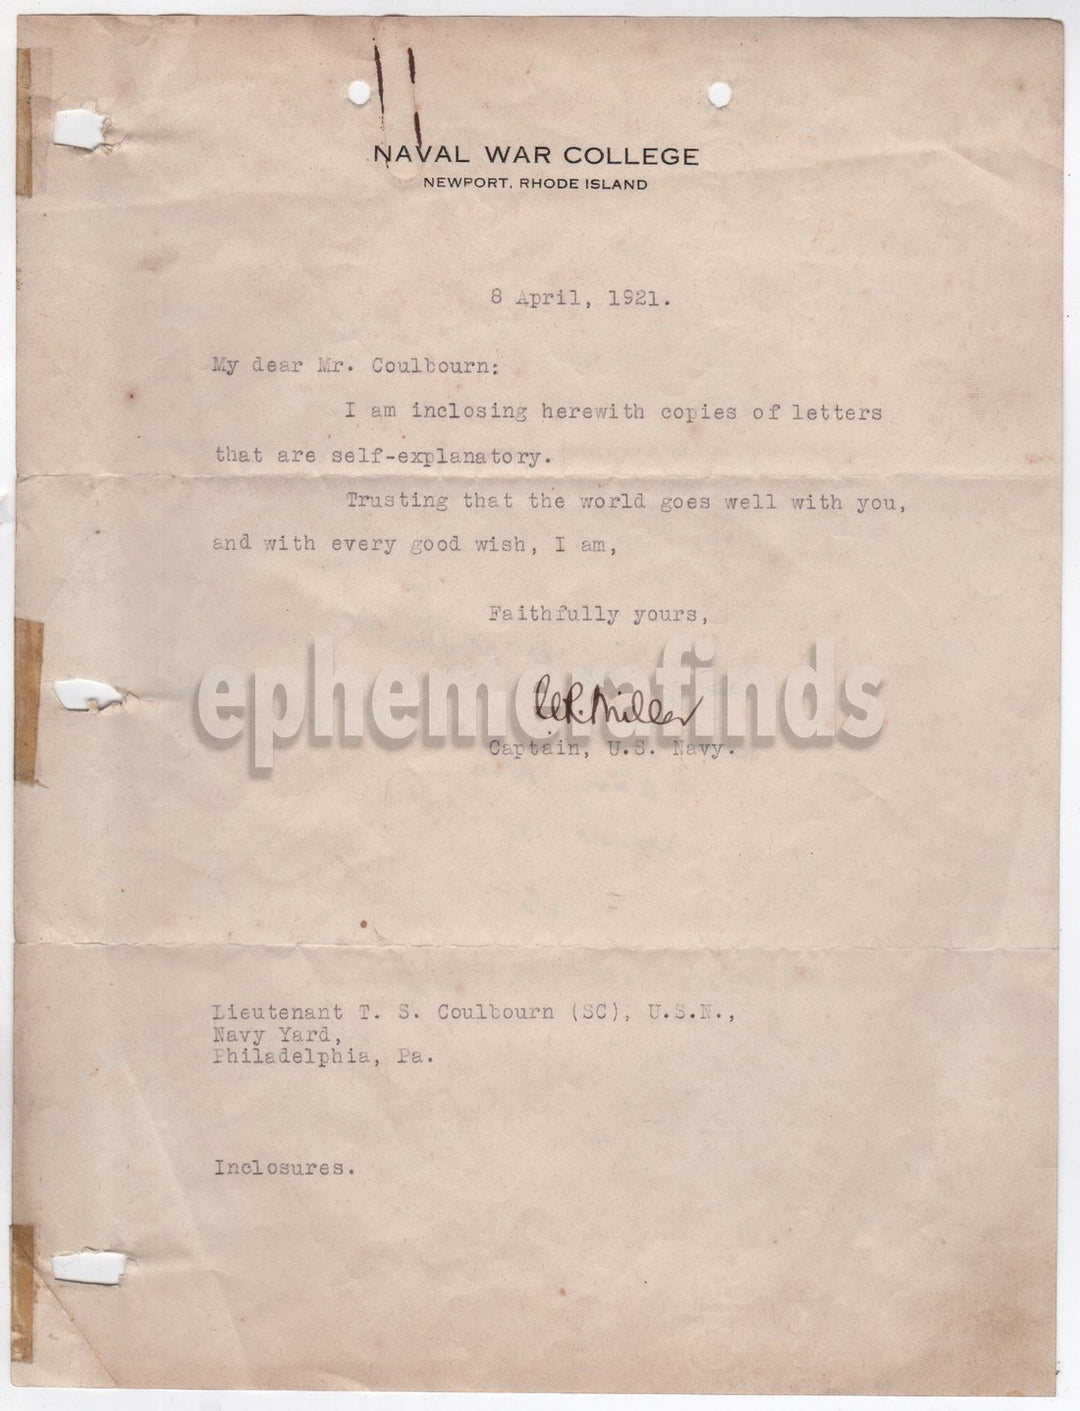 NAVAL WAR COLLEGE
NEWPORT, RHODE ISLAND
8 April, 1921.
My dear Mr. Coulbourn:
I am inclosing herewith copies of letters
that are self-explanatory.
Trusting that the world goes well with you,
and with every good wish, I am,
Faithfully yours,
ephemerafinds
Miller
Captain, U.S. Navy.
Lieutenant T. S. Coulbourn (SC), U.S.N.,
Navy Yard,
Philadelphia, Pa.
Inclosures.